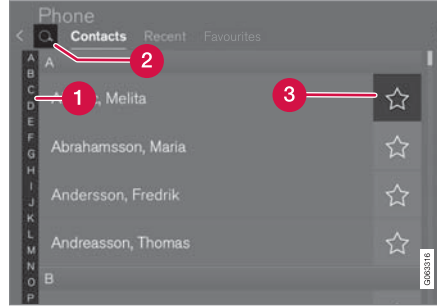 Phone
Contacts Recent Favourites
2
A
B
C
D
E
F
G
H
I
J
K
L
M
N
O
P
A
1
Melita
3
Abrahamsson, Maria
Andersson, Fredrik
Andreasson, Thomas
B
G063316